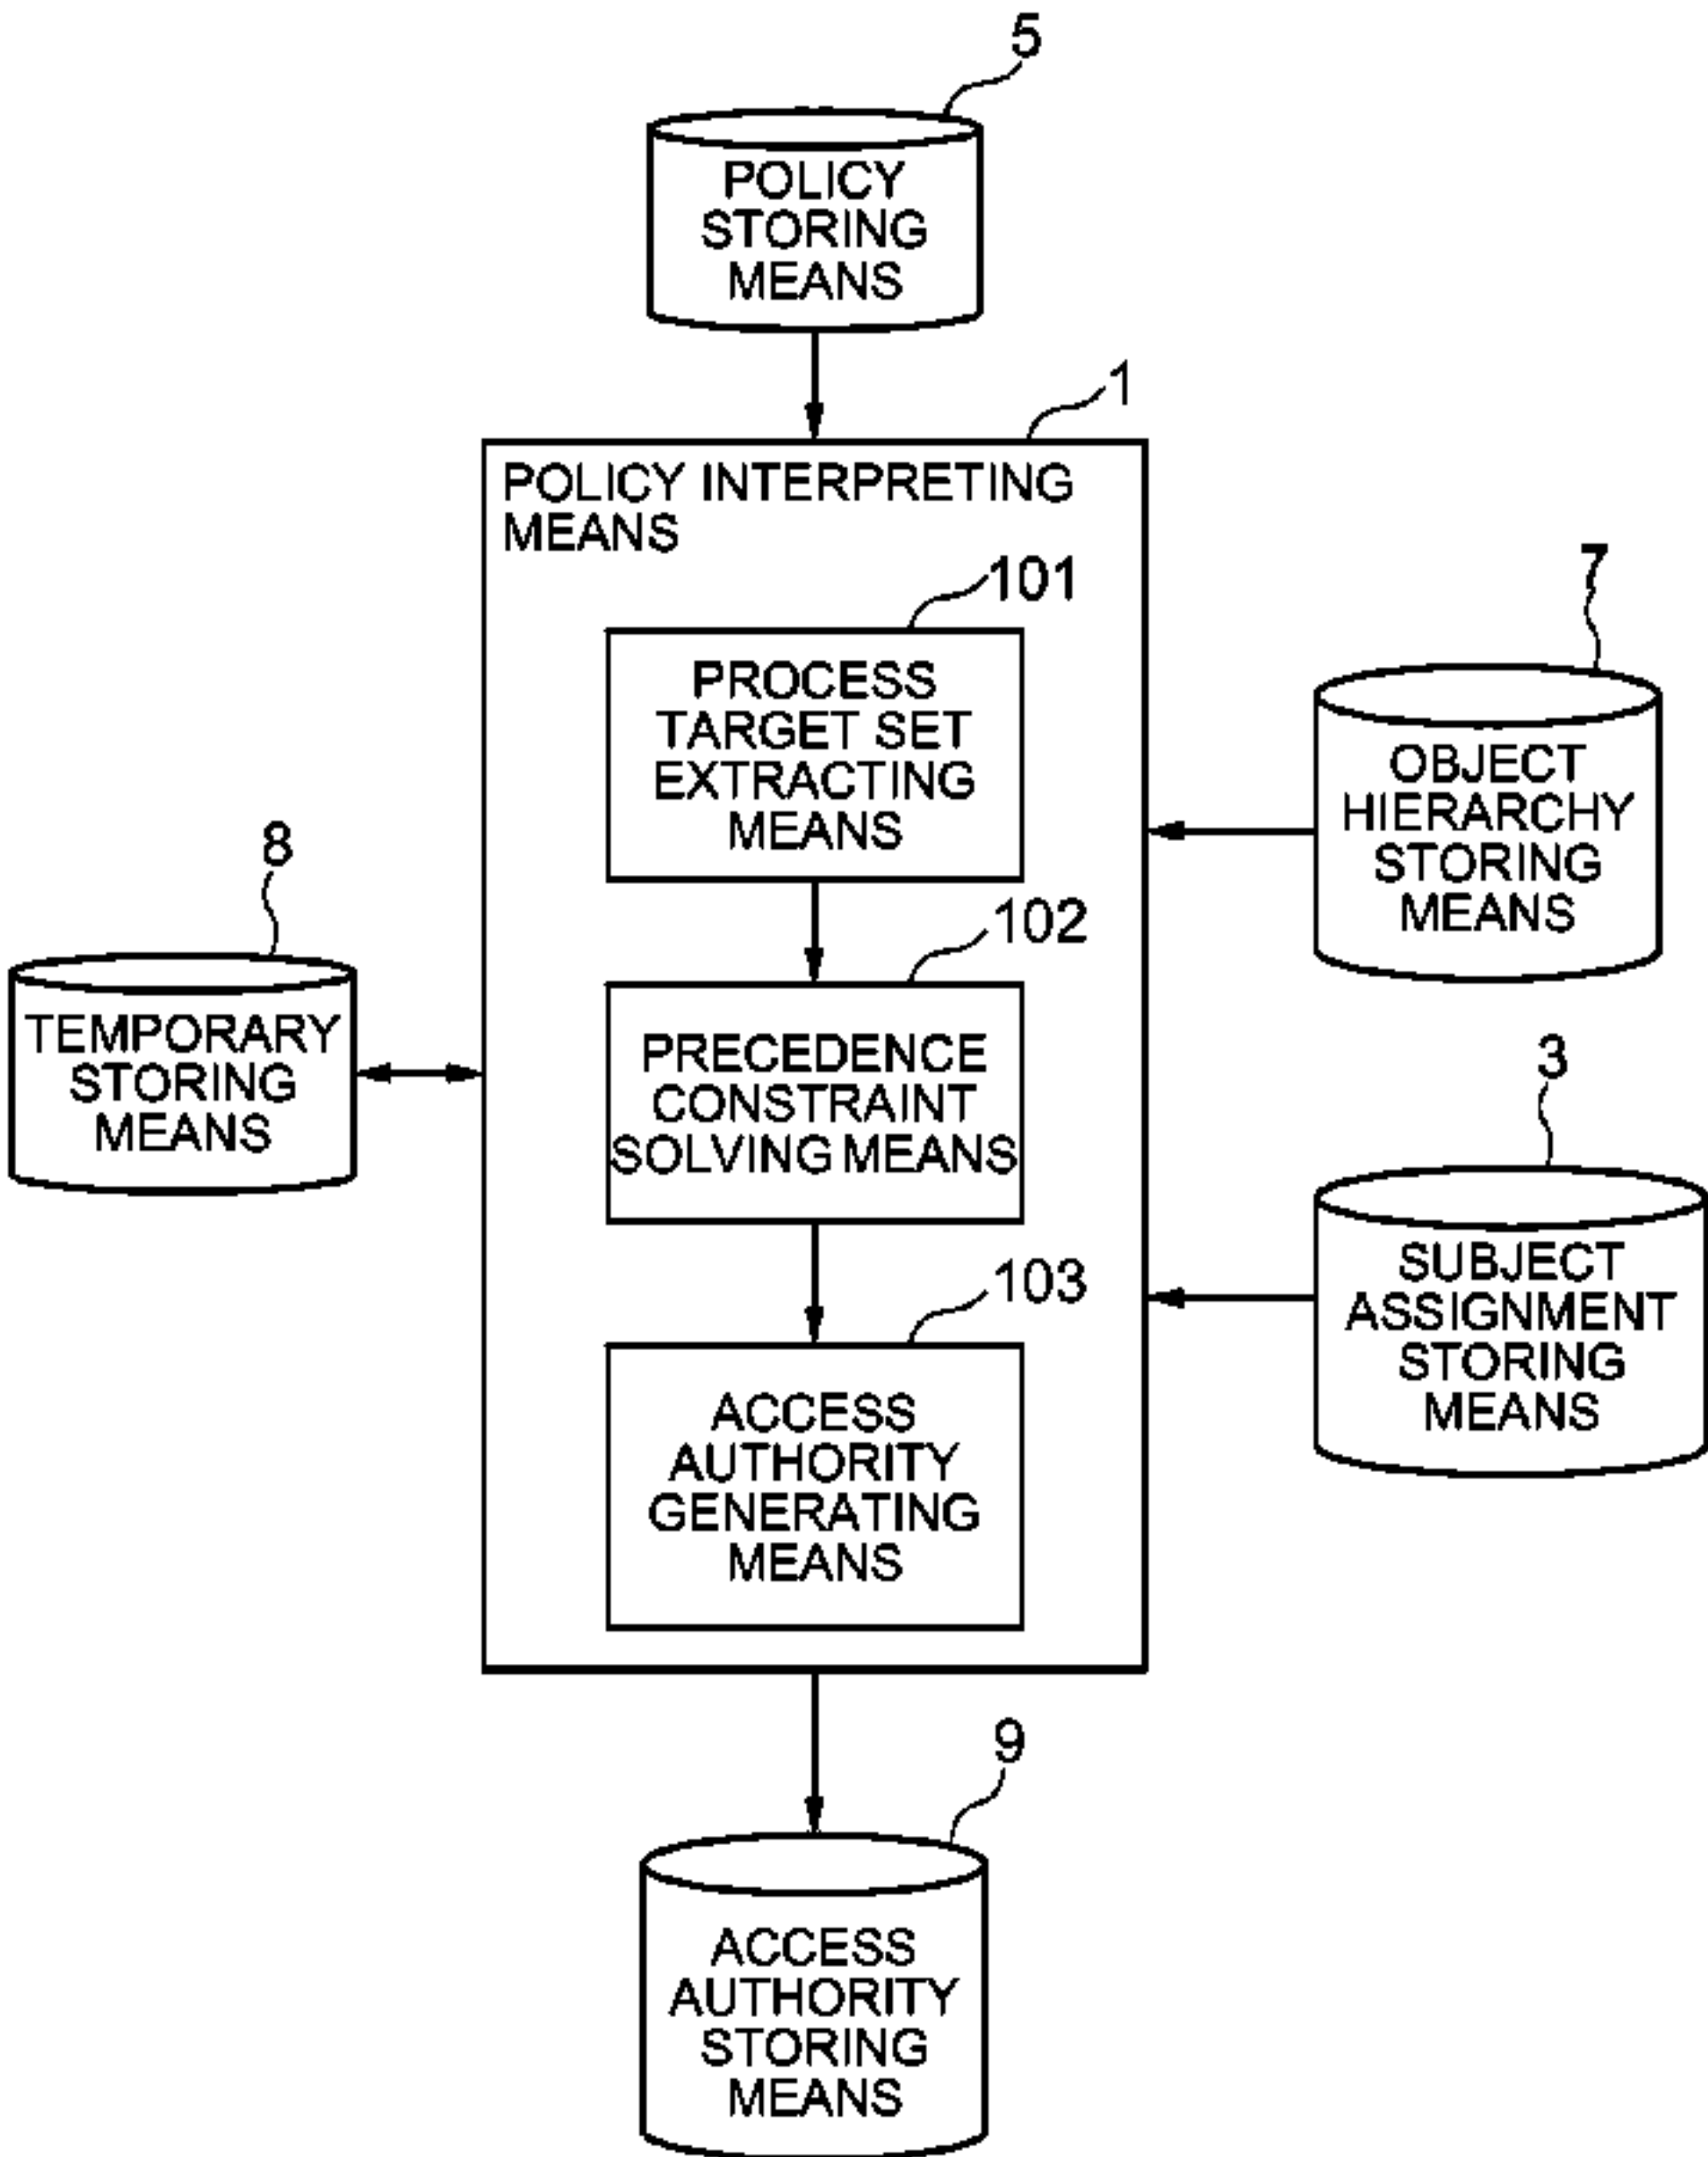 5
POLICY
STORING
MEANS
1
POLICY INTERPRETING
MEANS
101
PROCESS
TARGET SET
EXTRACTING
MEANS
7
OBJECT
HIERARCHY
STORING
MEANS
8
TEMPORARY
STORING
MEANS
102
PRECEDENCE
CONSTRAINT
SOLVING MEANS
3
SUBJECT
ASSIGNMENT
STORING
MEANS
103
ACCESS
AUTHORITY
GENERATING
MEANS
9
ACCESS
AUTHORITY
STORING
MEANS